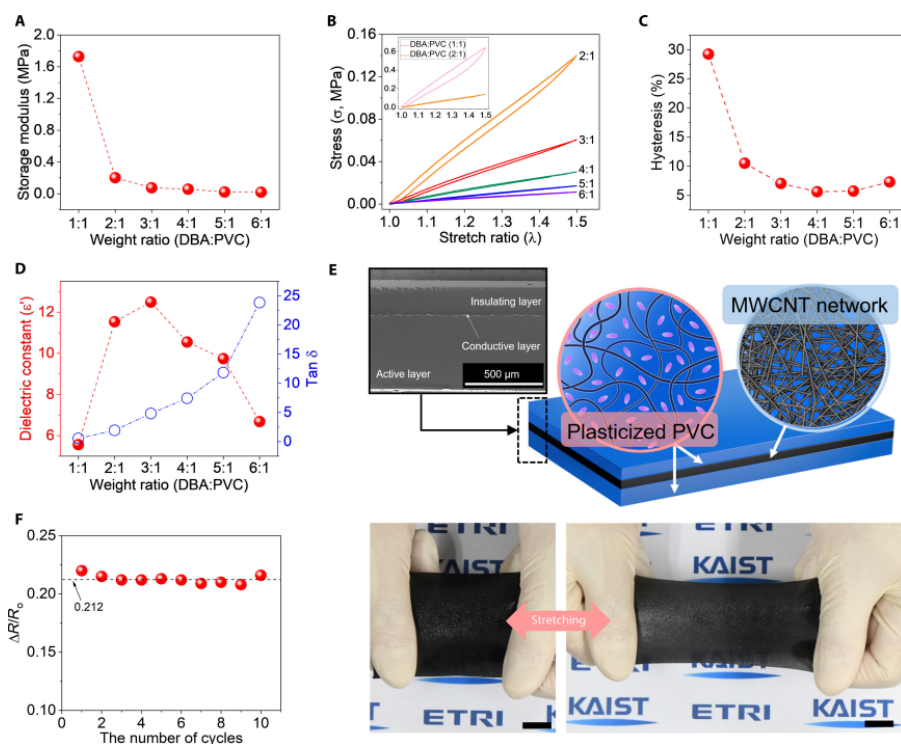 A
Storage modulus (MPa)
2.0
1.6
1.2
0.8
0.4
0.0
1:1 2:1 3:1 4:1 5:1 6:1
Weight ratio (DBA:PVC)
B
Stress (σ, MPa)
0.16
0.12
0.08
0.04
0.00
1.0 1.1 1.2 1.3 1.4 1.5
Stretch ratio (λ)
DBA:PVC (1:1)
DBA:PVC (2:1)
0.6
0.4
0.2
0.0
1.0 1.1 1.2 1.3 1.4 1.5
2:1
3:1
4:1
5:1
6:1
C
Hysteresis (%)
30
25
20
15
10
5
1:1 2:1 3:1 4:1 5:1 6:1
Weight ratio (DBA:PVC)
D
Dielectric constant (ε')
12
10
8
6
Tan δ
25
20
15
10
5
0
1:1 2:1 3:1 4:1 5:1 6:1
Weight ratio (DBA:PVC)
E
Insulating layer
Conductive layer
Active layer
500 μm
Plasticized PVC
MWCNT network
F
ΔR/R₀
0.25
0.20
0.15
0.10
0.212
0 2 4 6 8 10
The number of cycles
ETRI
KAIST
ETRI
KAIST
ETRI
Stretching
KAIST
ETRI
KAIST